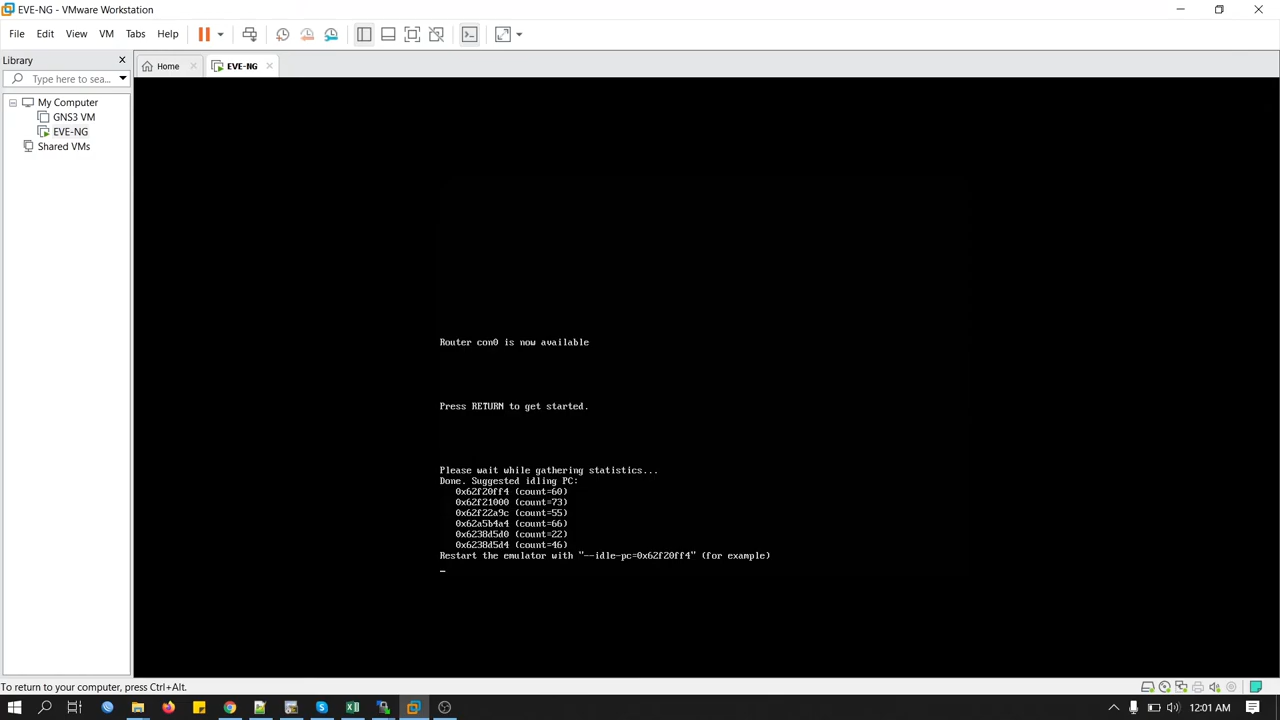 EVE-NG - VMware Workstation
File Edit View VM Tabs Help
Library
Home
EVE-NG
Type here to sea...
My Computer
GNS3 VM
EVE-NG
Shared VMs
Router con0 is now available
Press RETURN to get started.
Please wait while gathering statistics...
Done. Suggested idling PC:
0x62f20ff4 (count=60)
0x62f21000 (count=73)
0x62f22a9c (count=55)
0x62a5b4a4 (count=66)
0x6238d5d0 (count=22)
0x6238d5d4 (count=46)
Restart the emulator with "--idle-pc=0x62f20ff4" (for example)
To return to your computer, press Ctrl+Alt.
12:01 AM